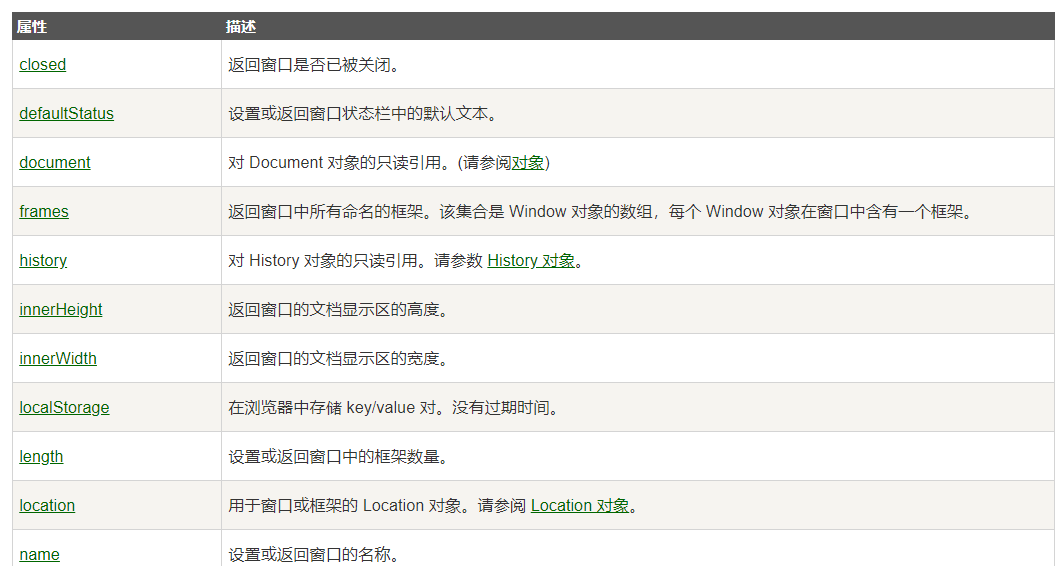 属性 描述
closed 返回窗口是否已被关闭。
defaultStatus 设置或返回窗口状态栏中的默认文本。
document 对 Document 对象的只读引用。(请参阅对象)
frames 返回窗口中所有命名的框架。该集合是 Window 对象的数组，每个 Window 对象在窗口中含有一个框架。
history 对 History 对象的只读引用。请参数 History 对象。
innerHeight 返回窗口的文档显示区的高度。
innerWidth 返回窗口的文档显示区的宽度。
localStorage 在浏览器中存储 key/value 对。没有过期时间。
length 设置或返回窗口中的框架数量。
location 用于窗口或框架的 Location 对象。请参阅 Location 对象。
name 设置或返回窗口的名称。